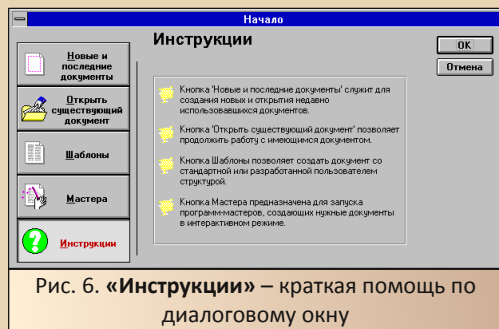 Начало
Новые и
последние
документы
Открыть
существующий
документ
Шаблоны
Мастера
Инструкции
Инструкции
Кнопка 'Новые и последние документы' служит для
создания новых и открытия недавно
использовавшихся документов.
Кнопка 'Открыть существующий документ' позволяет
продолжить работу с имеющимся документом.
Кнопка Шаблоны позволяет создать документ со
стандартной или разработанной пользователем
структурой.
Кнопка Мастера предназначена для запуска
программ-мастеров, создающих нужные документы
в интерактивном режиме.
OK
Отмена
Рис. 6. «Инструкции» – краткая помощь по
диалоговому окну